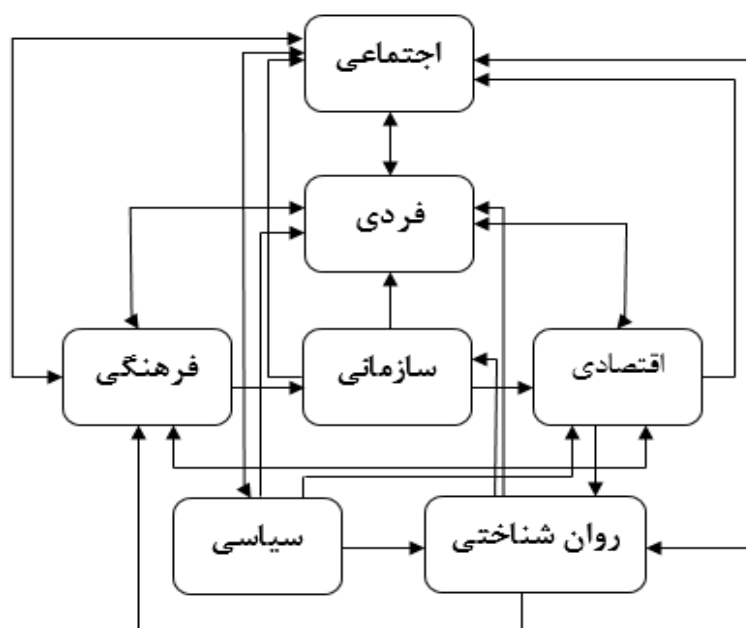 اجتماعی
فردی
فرهنگی
سازمانی
اقتصادی
سیاسی
روان شناختی